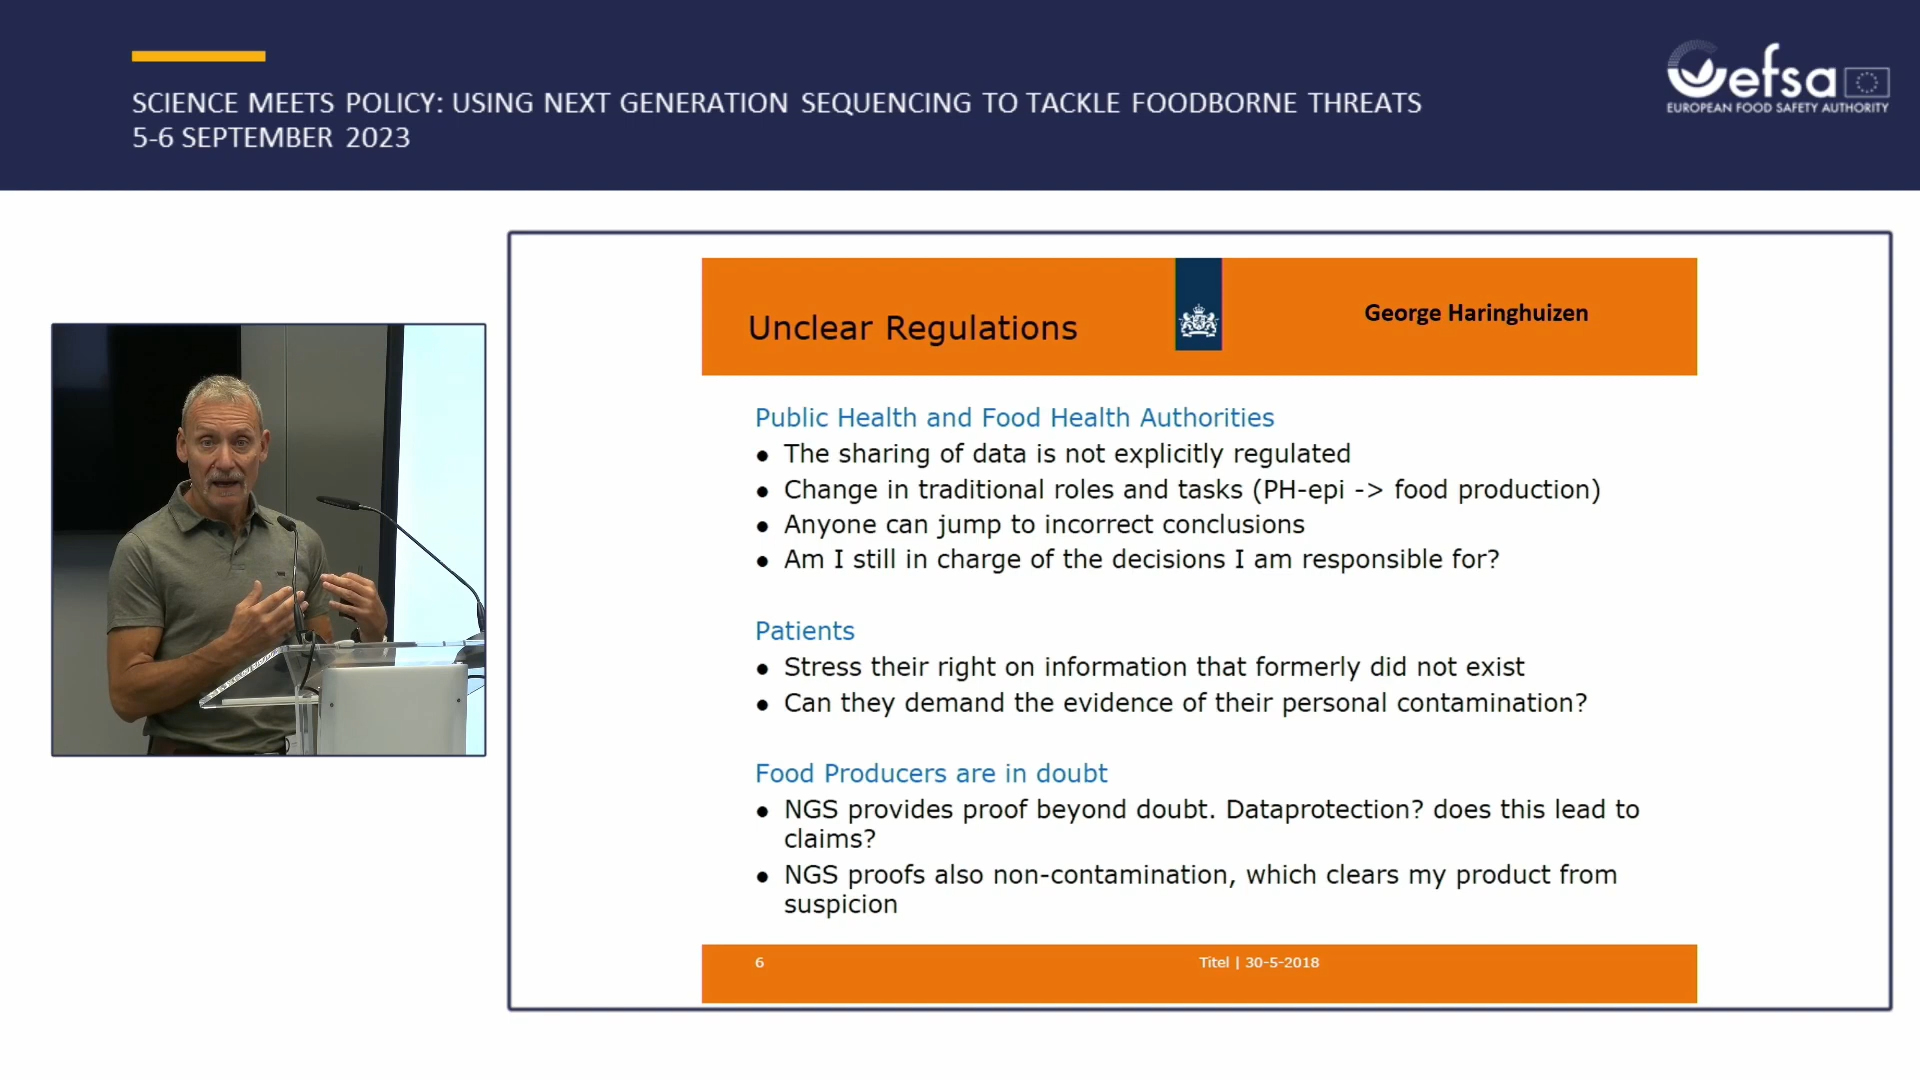 SCIENCE MEETS POLICY: USING NEXT GENERATION SEQUENCING TO TACKLE FOODBORNE THREATS
5-6 SEPTEMBER 2023
efsa
EUROPEAN FOOD SAFETY AUTHORITY
Unclear Regulations
George Haringhuizen
Public Health and Food Health Authorities
● The sharing of data is not explicitly regulated
● Change in traditional roles and tasks (PH-epi -> food production)
● Anyone can jump to incorrect conclusions
● Am I still in charge of the decisions I am responsible for?
Patients
● Stress their right on information that formerly did not exist
● Can they demand the evidence of their personal contamination?
Food Producers are in doubt
● NGS provides proof beyond doubt. Dataprotection? does this lead to
claims?
● NGS proofs also non-contamination, which clears my product from
suspicion
6
Titel | 30-5-2018